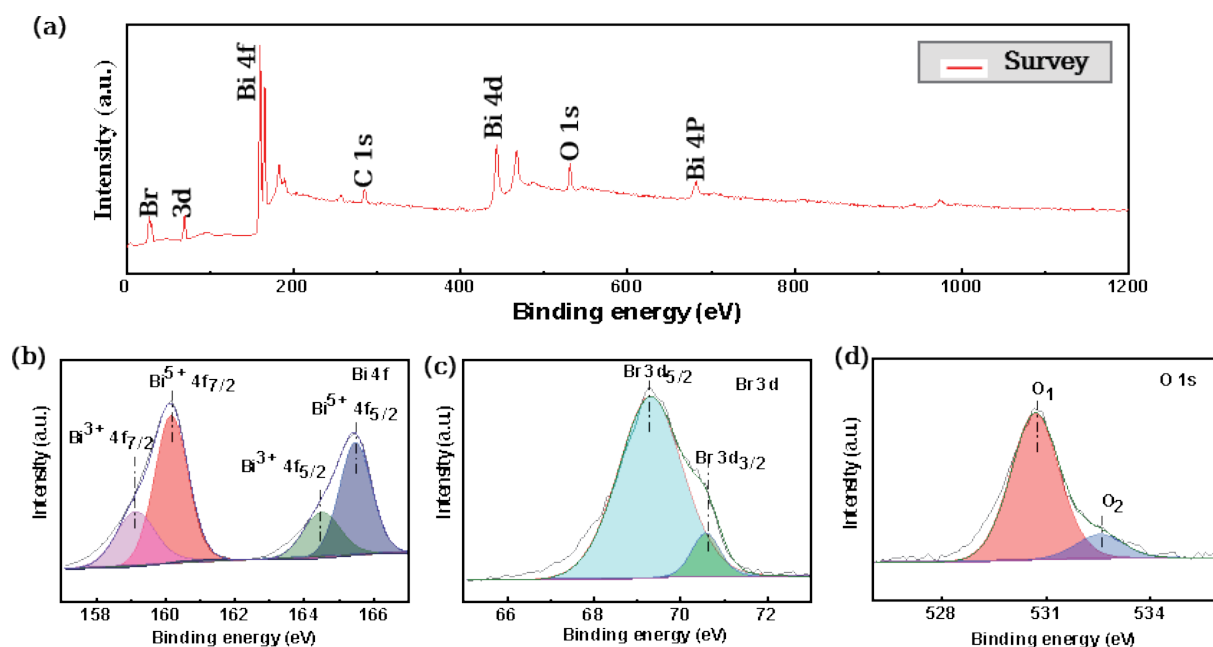 (a)
Intensity (a.u.)
Br
3d
Bi 4f
C 1s
Bi 4d
O 1s
Bi 4P
Survey
0 200 400 600 800 1000 1200
Binding energy (eV)
(b)
Intensity (a.u.)
Bi3+ 4f7/2
Bi5+ 4f7/2
Bi3+ 4f5/2
Bi 4f
Bi5+ 4f5/2
158 160 162 164 166
Binding energy (eV)
(c)
Intensity (a.u.)
Br 3d5/2
Br 3d
Br 3d3/2
66 68 70 72
Binding energy (eV)
(d)
Intensity (a.u.)
O1
O 1s
O2
528 531 534
Binding energy (eV)